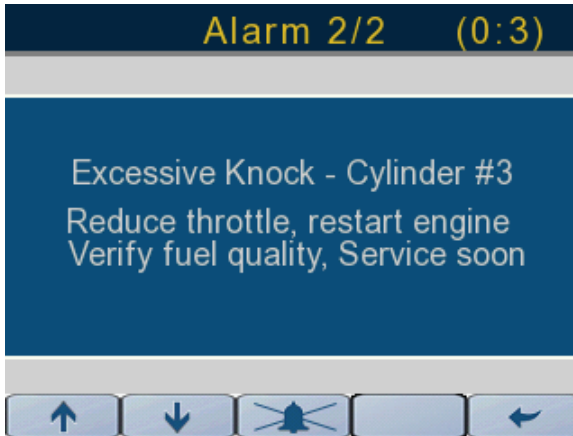 Alarm 2/2 (0:3)
Excessive Knock - Cylinder #3
Reduce throttle, restart engine
Verify fuel quality, Service soon